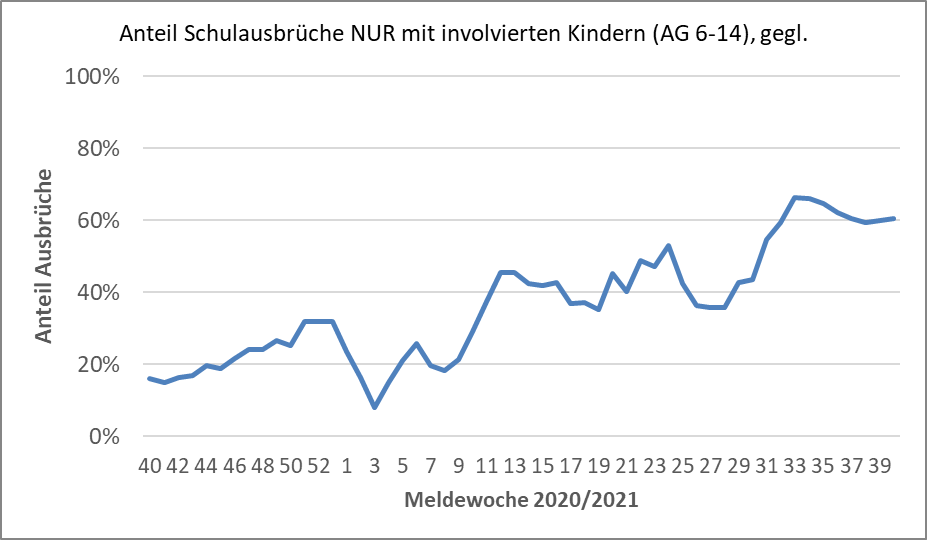 Anteil Schulausbrüche NUR mit involvierten Kindern (AG 6-14), gegl.
100%
80%
60%
40%
20%
0%
Anteil Ausbrüche
40 42 44 46 48 50 52 1 3 5 7 9 11 13 15 17 19 21 23 25 27 29 31 33 35 37 39
Meldewoche 2020/2021